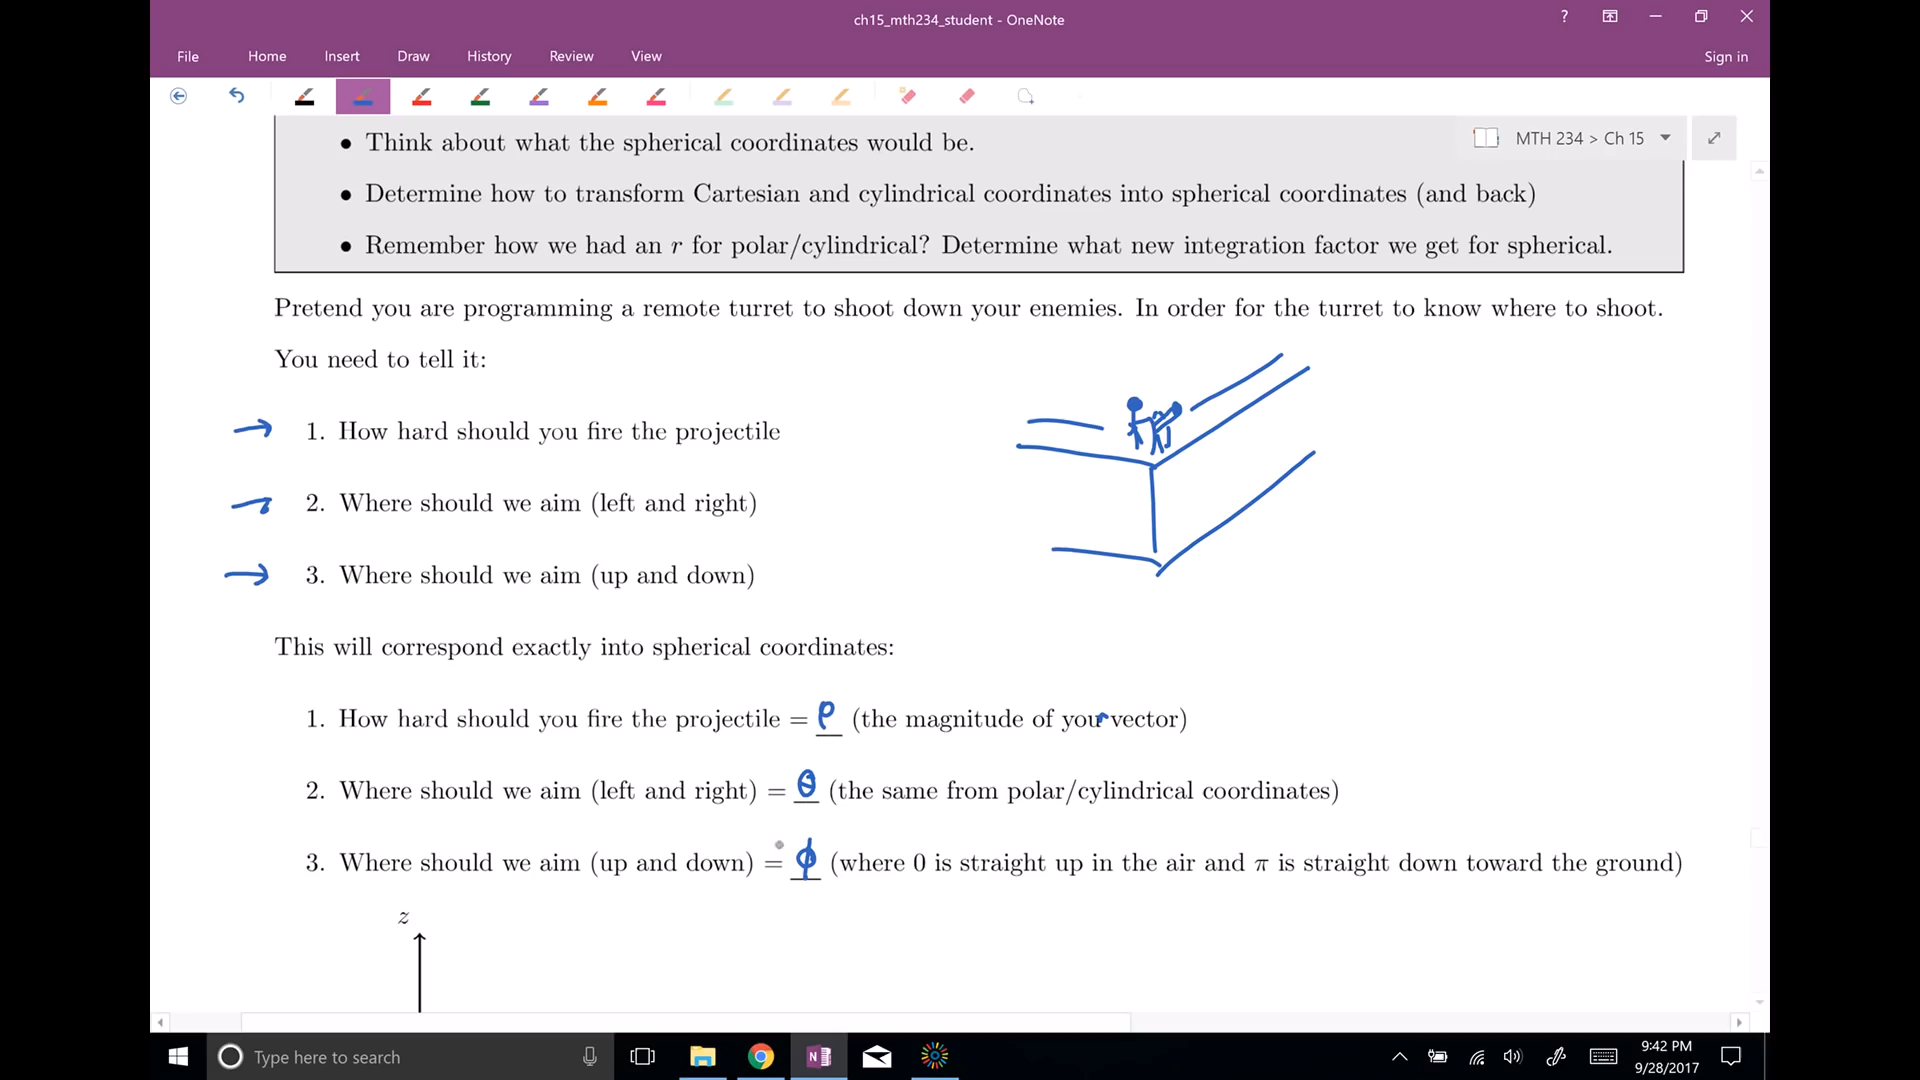 ch15_mth234_student - OneNote
?
File Home Insert Draw History Review View Sign in
MTH 234 > Ch 15
• Think about what the spherical coordinates would be.
• Determine how to transform Cartesian and cylindrical coordinates into spherical coordinates (and back)
• Remember how we had an r for polar/cylindrical? Determine what new integration factor we get for spherical.
Pretend you are programming a remote turret to shoot down your enemies. In order for the turret to know where to shoot.
You need to tell it:
1. How hard should you fire the projectile
2. Where should we aim (left and right)
3. Where should we aim (up and down)
This will correspond exactly into spherical coordinates:
1. How hard should you fire the projectile = ρ (the magnitude of your vector)
2. Where should we aim (left and right) = θ (the same from polar/cylindrical coordinates)
3. Where should we aim (up and down) = ϕ (where 0 is straight up in the air and π is straight down toward the ground)
z
Type here to search
9:42 PM
9/28/2017